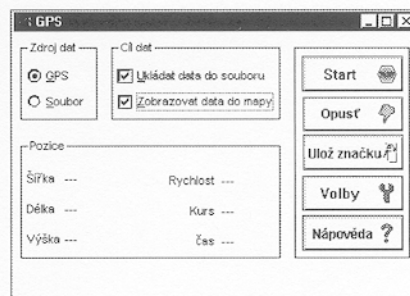 GPS
Zdroj dat
GPS
Soubor
Cíl dat
Ukládat data do souboru
Zobrazovat data do mapy
Pozice
Šířka ---
Rychlost ---
Délka ---
Kurs ---
Výška ---
čas ---
Start
Opusť
Ulož značku
Volby
Nápověda